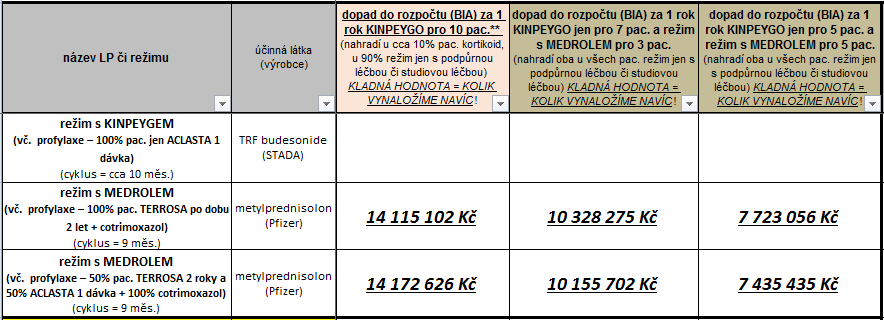 název LP či režimu
účinná látka
(výrobce)
dopad do rozpočtu (BIA) za 1
rok KINPEYGO pro 10 pac.**
(nahradí u cca 10% pac. kortikoid,
u 90% režim jen s podpůrnou
léčbou či studiovou léčbou)
KLADNÁ HODNOTA = KOLIK
VYNALOŽÍME NAVÍC!
dopad do rozpočtu (BIA) za 1 rok
KINPEYGO jen pro 7 pac. a režim
s MEDROLEM pro 3 pac.
(nahradí oba u všech pac. režim jen s
podpůrnou léčbou či studiovou
léčbou) KLADNÁ HODNOTA =
KOLIK VYNALOŽÍME NAVÍC!
dopad do rozpočtu (BIA) za 1 rok
KINPEYGO jen pro 5 pac. a režim
s MEDROLEM pro 5 pac.
(nahradí oba u všech pac. režim jen s
podpůrnou léčbou či studiovou
léčbou) KLADNÁ HODNOTA =
KOLIK VYNALOŽÍME NAVÍC!
režim s KINPEYGEM
(vč. profylaxe – 100% pac. jen ACLASTA 1
dávka)
(cyklus = cca 10 měs.)
TRF budesonide
(STADA)
režim s MEDROLEM
(vč. profylaxe – 100% pac. TERROSA po dobu
2 let + cotrimoxazol)
(cyklus = 9 měs.)
metylprednisolon
(Pfizer)
14 115 102 Kč
10 328 275 Kč
7 723 056 Kč
režim s MEDROLEM
(vč. profylaxe – 50% pac. TERROSA 2 roky a
50% ACLASTA 1 dávka + 100% cotrimoxazol)
(cyklus = 9 měs.)
metylprednisolon
(Pfizer)
14 172 626 Kč
10 155 702 Kč
7 435 435 Kč